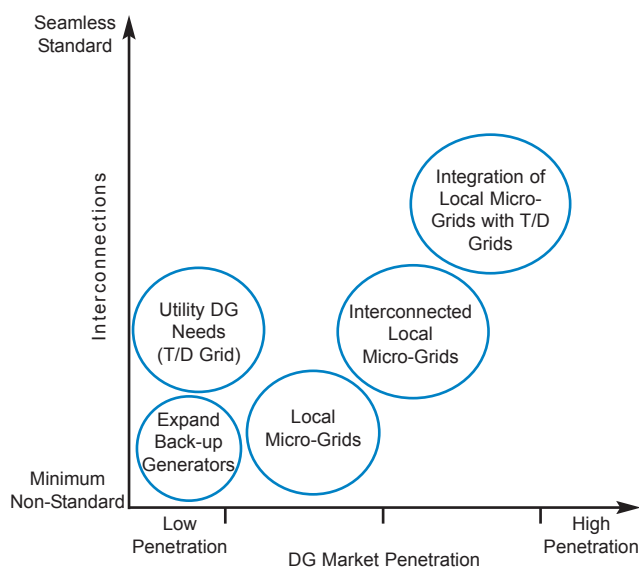 Seamless
Standard
Interconnections
Integration of
Local Micro-
Grids with T/D
Grids
Utility DG
Needs
(T/D Grid)
Interconnected
Local
Micro-Grids
Expand
Back-up
Generators
Local
Micro-Grids
Minimum
Non-Standard
Low
Penetration
DG Market Penetration
High
Penetration